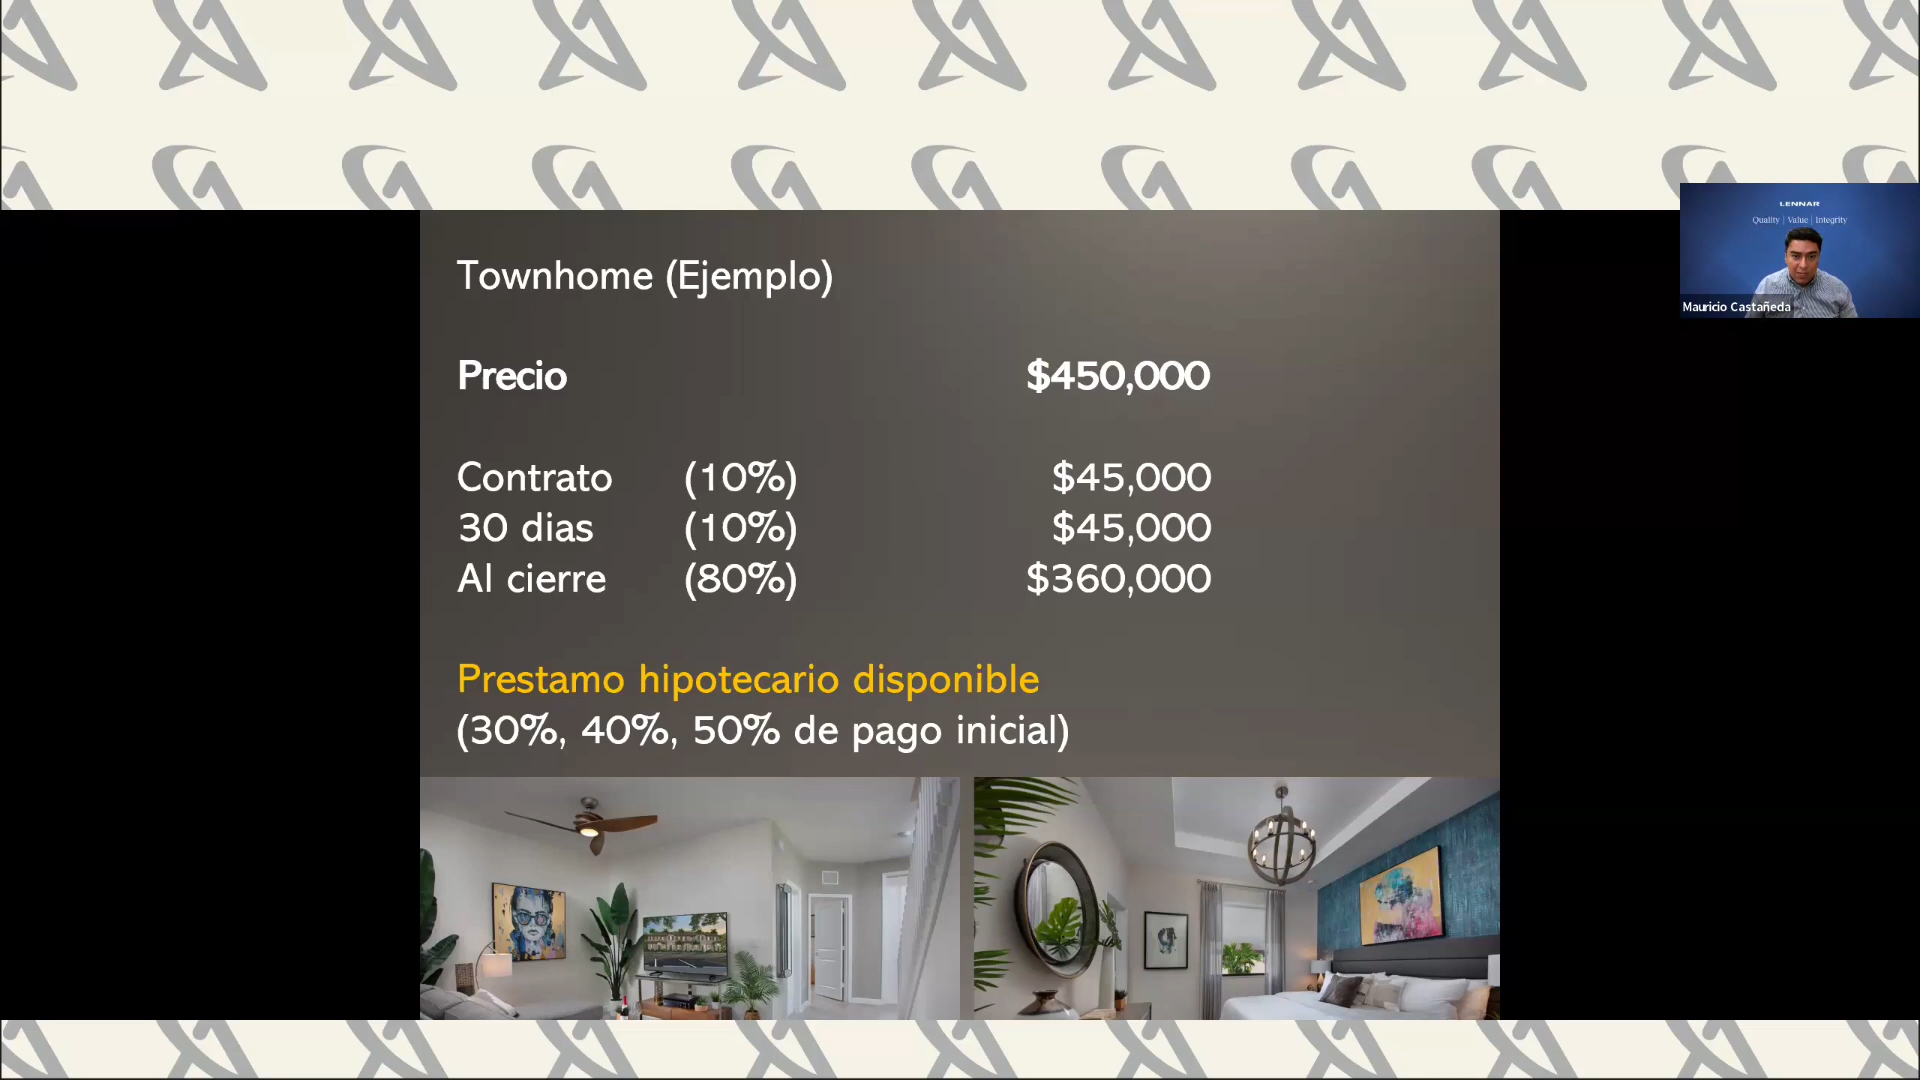 Townhome (Ejemplo)
Precio $450,000
Contrato (10%) $45,000
30 dias (10%) $45,000
Al cierre (80%) $360,000
Prestamo hipotecario disponible
(30%, 40%, 50% de pago inicial)
LENNAR
Quality | Value | Integrity
Mauricio Castañeda